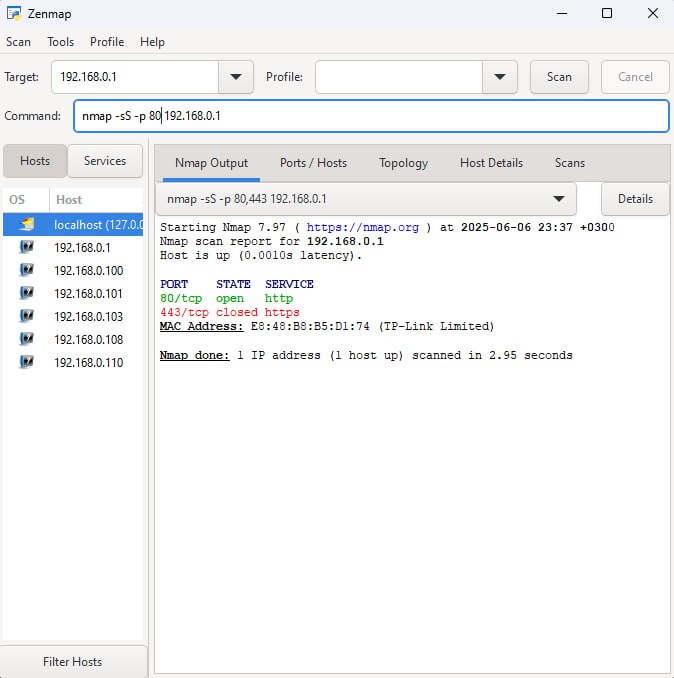 Zenmap
Scan Tools Profile Help
Target: 192.168.0.1 Profile: Scan Cancel
Command: nmap -sS -p 80 192.168.0.1
Hosts Services
OS Host
localhost (127.0.0
192.168.0.1
192.168.0.100
192.168.0.101
192.168.0.103
192.168.0.108
192.168.0.110
Filter Hosts
Nmap Output Ports / Hosts Topology Host Details Scans
nmap -sS -p 80,443 192.168.0.1 Details
Starting Nmap 7.97 ( https://nmap.org ) at 2025-06-06 23:37 +0300
Nmap scan report for 192.168.0.1
Host is up (0.0010s latency).
PORT STATE SERVICE
80/tcp open http
443/tcp closed https
MAC Address: E8:48:B8:B5:D1:74 (TP-Link Limited)
Nmap done: 1 IP address (1 host up) scanned in 2.95 seconds